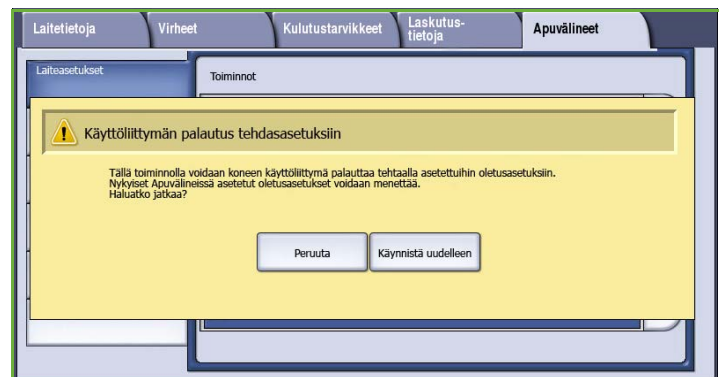 Laitetietoja
Virheet
Kulutustarvikkeet
Laskutus-
tietoja
Apuvälineet
Laiteasetukset
Toiminnot
Käyttöliittymän palautus tehdasasetuksiin
Tällä toiminnolla voidaan koneen käyttöliittymä palauttaa tehtaalla asetettuihin oletusasetuksiin.
Nykyiset Apuvälineissä asetetut oletusasetukset voidaan menettää.
Haluatko jatkaa?
Peruuta
Käynnistä uudelleen